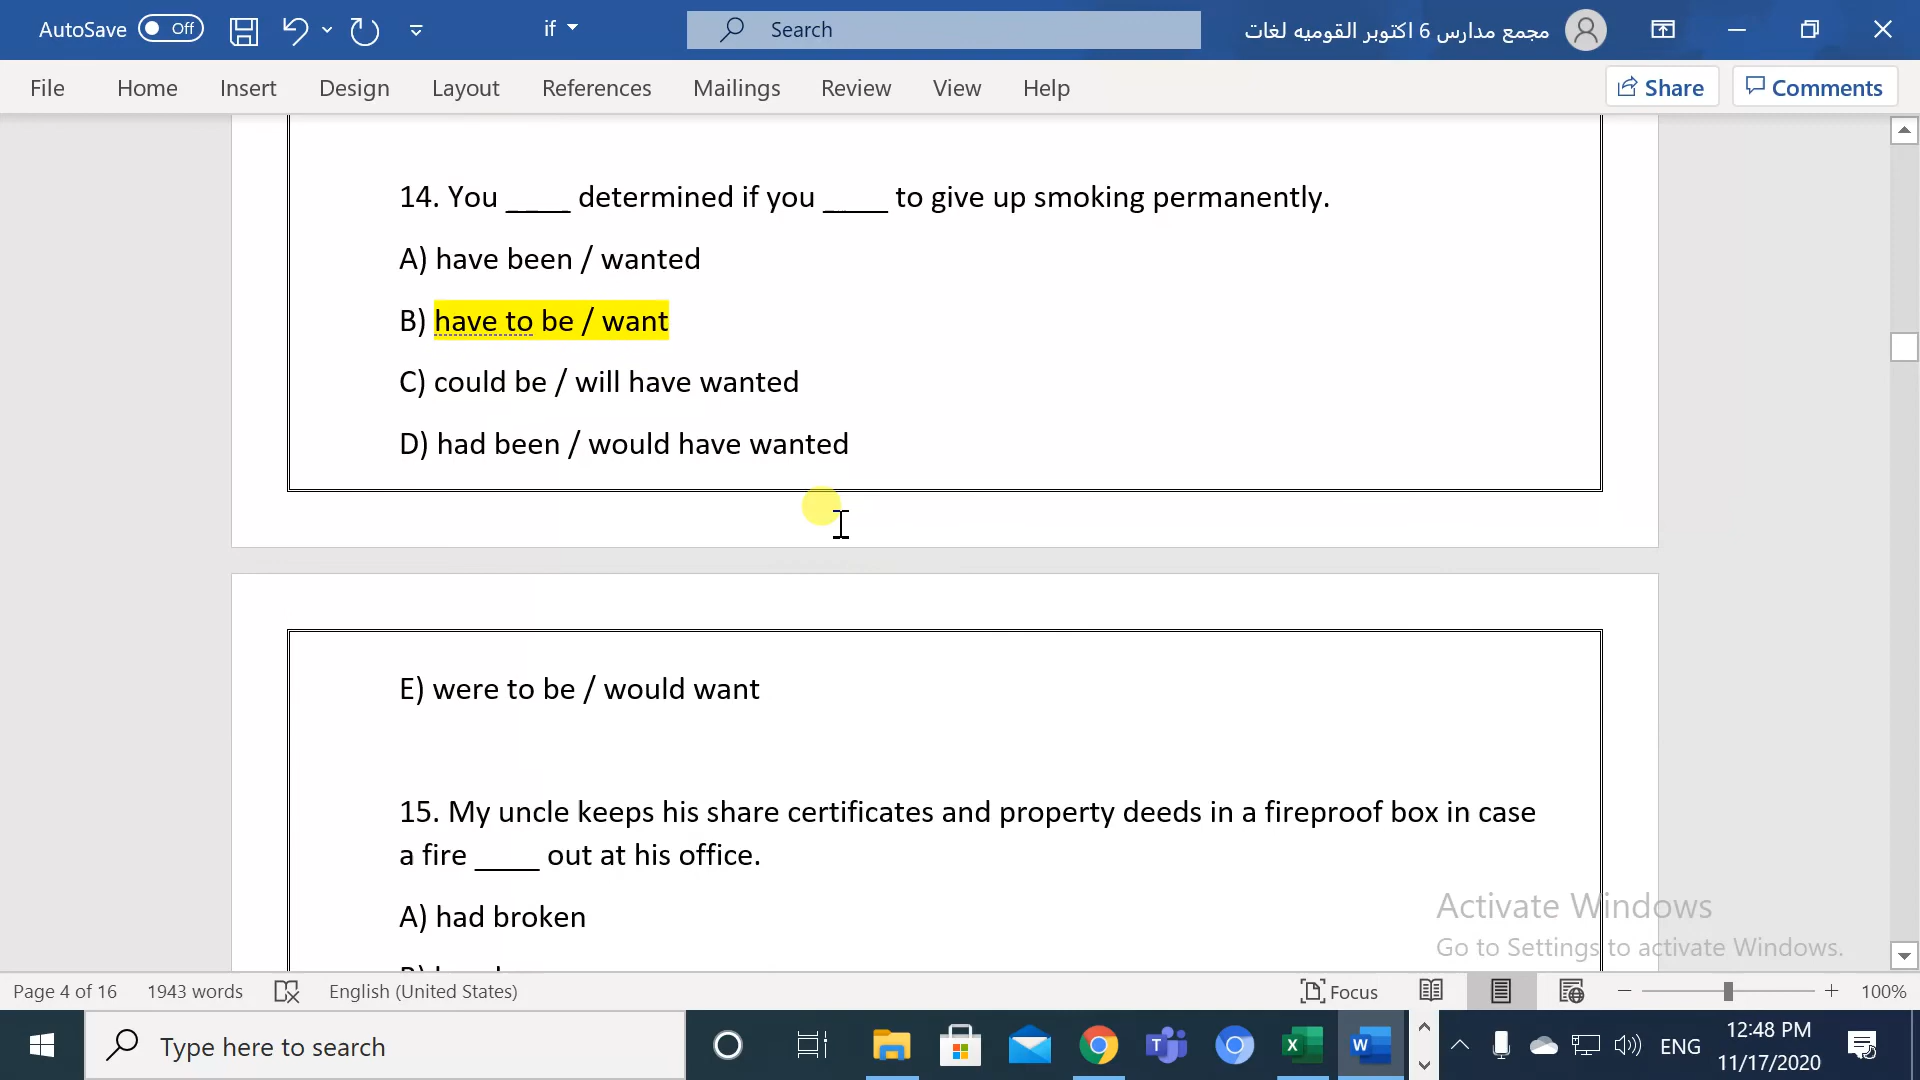 AutoSave Off if Search مجمع مدارس 6 اكتوبر القوميه لغات
File Home Insert Design Layout References Mailings Review View Help Share Comments
14. You ____ determined if you ____ to give up smoking permanently.
A) have been / wanted
B) have to be / want
C) could be / will have wanted
D) had been / would have wanted
E) were to be / would want
15. My uncle keeps his share certificates and property deeds in a fireproof box in case
a fire ____ out at his office.
A) had broken
Activate Windows
Go to Settings to activate Windows.
Page 4 of 16 1943 words English (United States) Focus 100%
Type here to search ENG 12:48 PM
11/17/2020